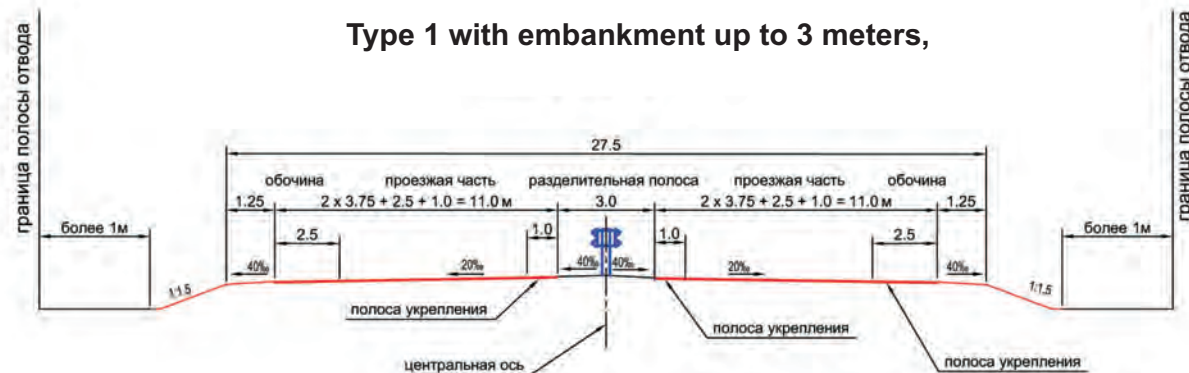 Type 1 with embankment up to 3 meters,
граница полосы отвода
граница полосы отвода
27.5
обочина проезжая часть разделительная полоса проезжая часть обочина
1.25 2 x 3.75 + 2.5 + 1.0 = 11.0 м 3.0 2 x 3.75 + 2.5 + 1.0 = 11.0 м 1.25
более 1м 2.5 1.0 1.0 2.5 более 1м
40‰ 20‰ 40‰ 40‰ 20‰ 40‰
1:1.5 1:1.5
полоса укрепления
полоса укрепления
центральная ось
полоса укрепления